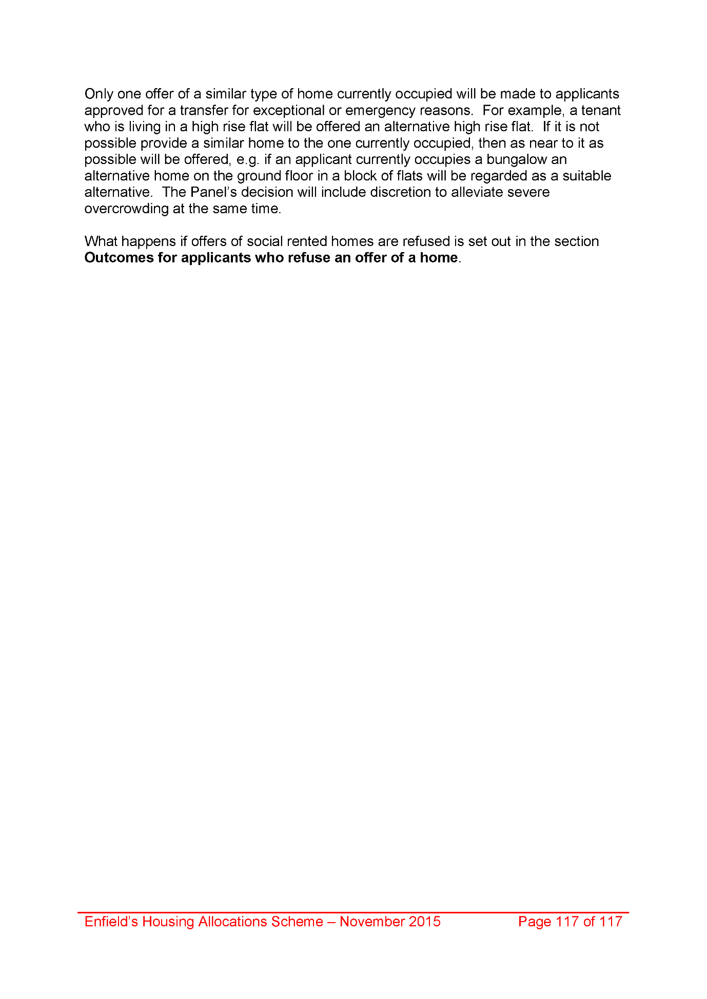 Only one offer of a similar type of home currently occupied will be made to applicants
approved for a transfer for exceptional or emergency reasons.  For example, a tenant
who is living in a high rise flat will be offered an alternative high rise flat.  If it is not
possible provide a similar home to the one currently occupied, then as near to it as
possible will be offered, e.g. if an applicant currently occupies a bungalow an
alternative home on the ground floor in a block of flats will be regarded as a suitable
alternative.  The Panel’s decision will include discretion to alleviate severe
overcrowding at the same time.
What happens if offers of social rented homes are refused is set out in the section
Outcomes for applicants who refuse an offer of a home.
Enfield’s Housing Allocations Scheme – November 2015 Page 117 of 117